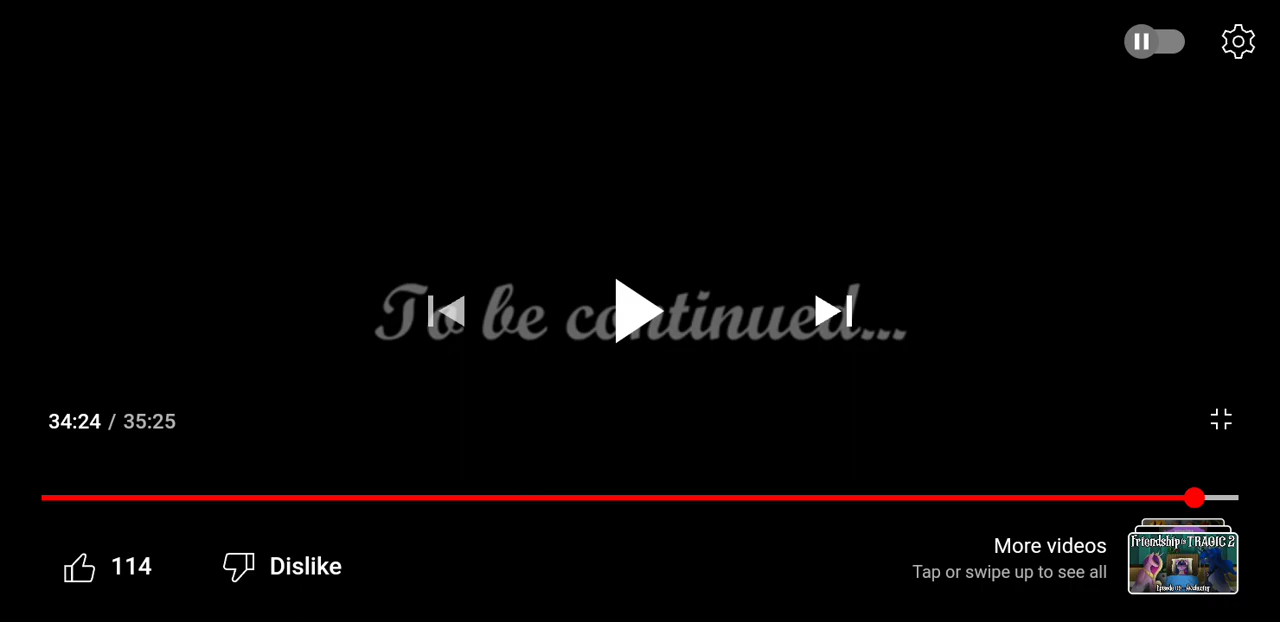 To be continued...
34:24 / 35:25
114
Dislike
More videos
Tap or swipe up to see all
Friendship is TRAGIC 2